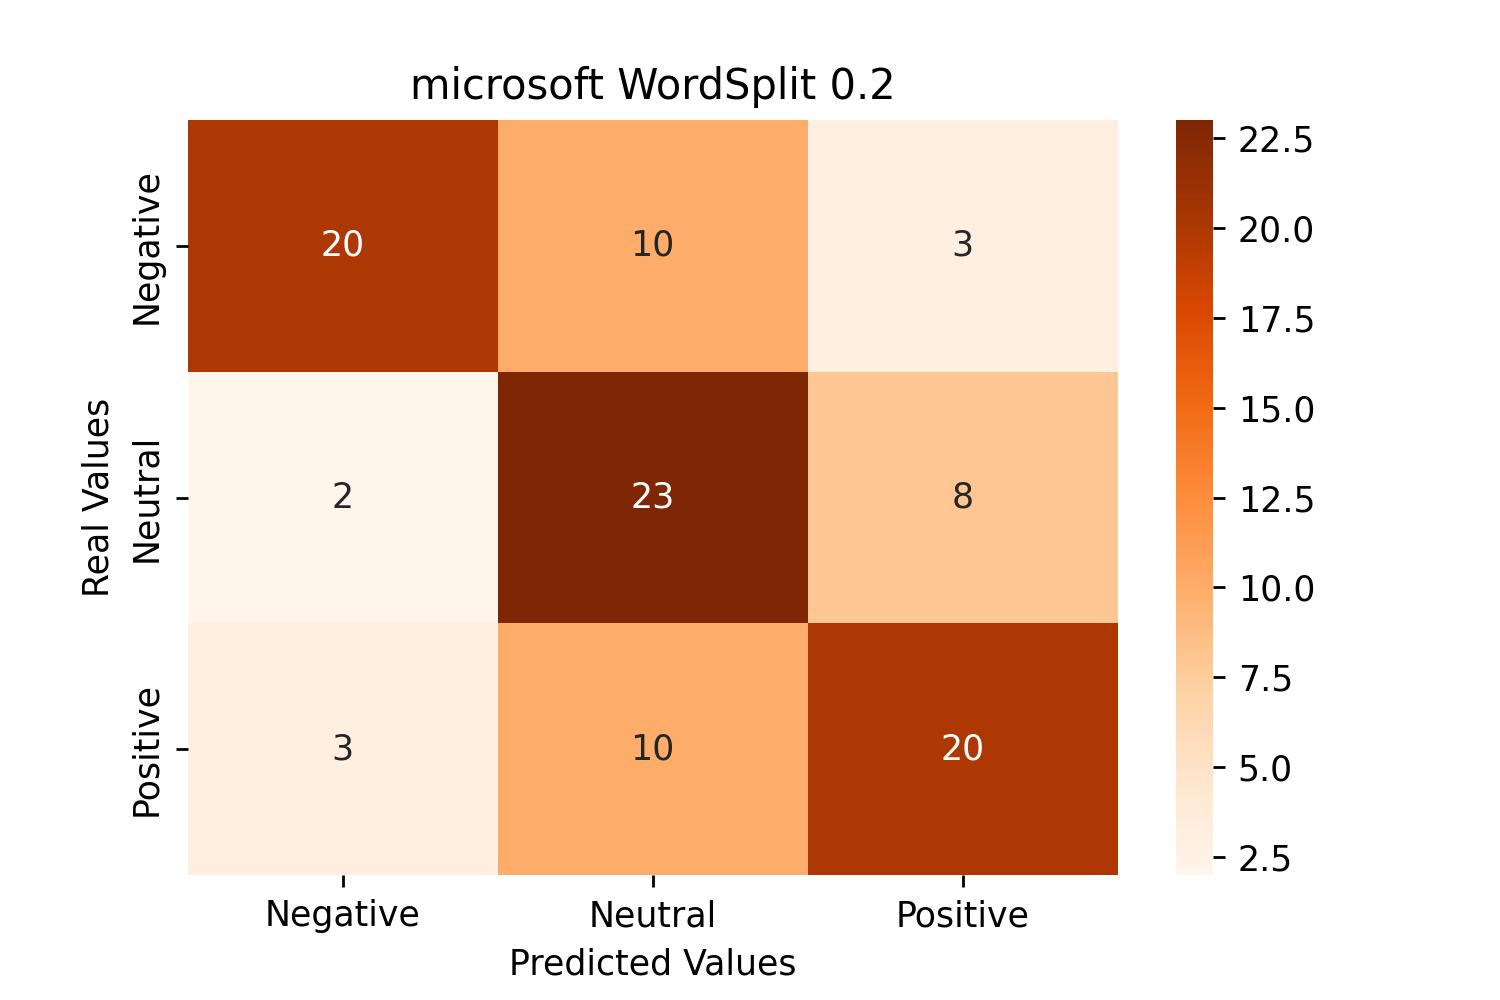 microsoft WordSplit 0.2
Real Values
Negative
20
10
3
Neutral
2
23
8
Positive
3
10
20
Negative
Neutral
Positive
Predicted Values
22.5
20.0
17.5
15.0
12.5
10.0
7.5
5.0
2.5